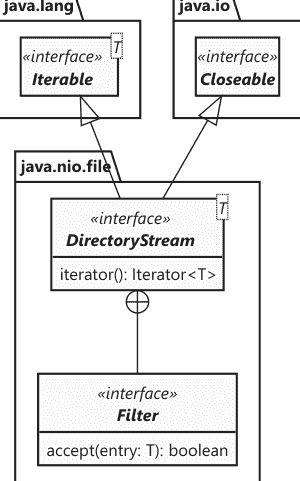 java.lang
java.io
«interface»
T
Iterable
«interface»
Closeable
java.nio.file
«interface»
T
DirectoryStream
iterator(): Iterator<T>
«interface»
Filter
accept(entry: T): boolean